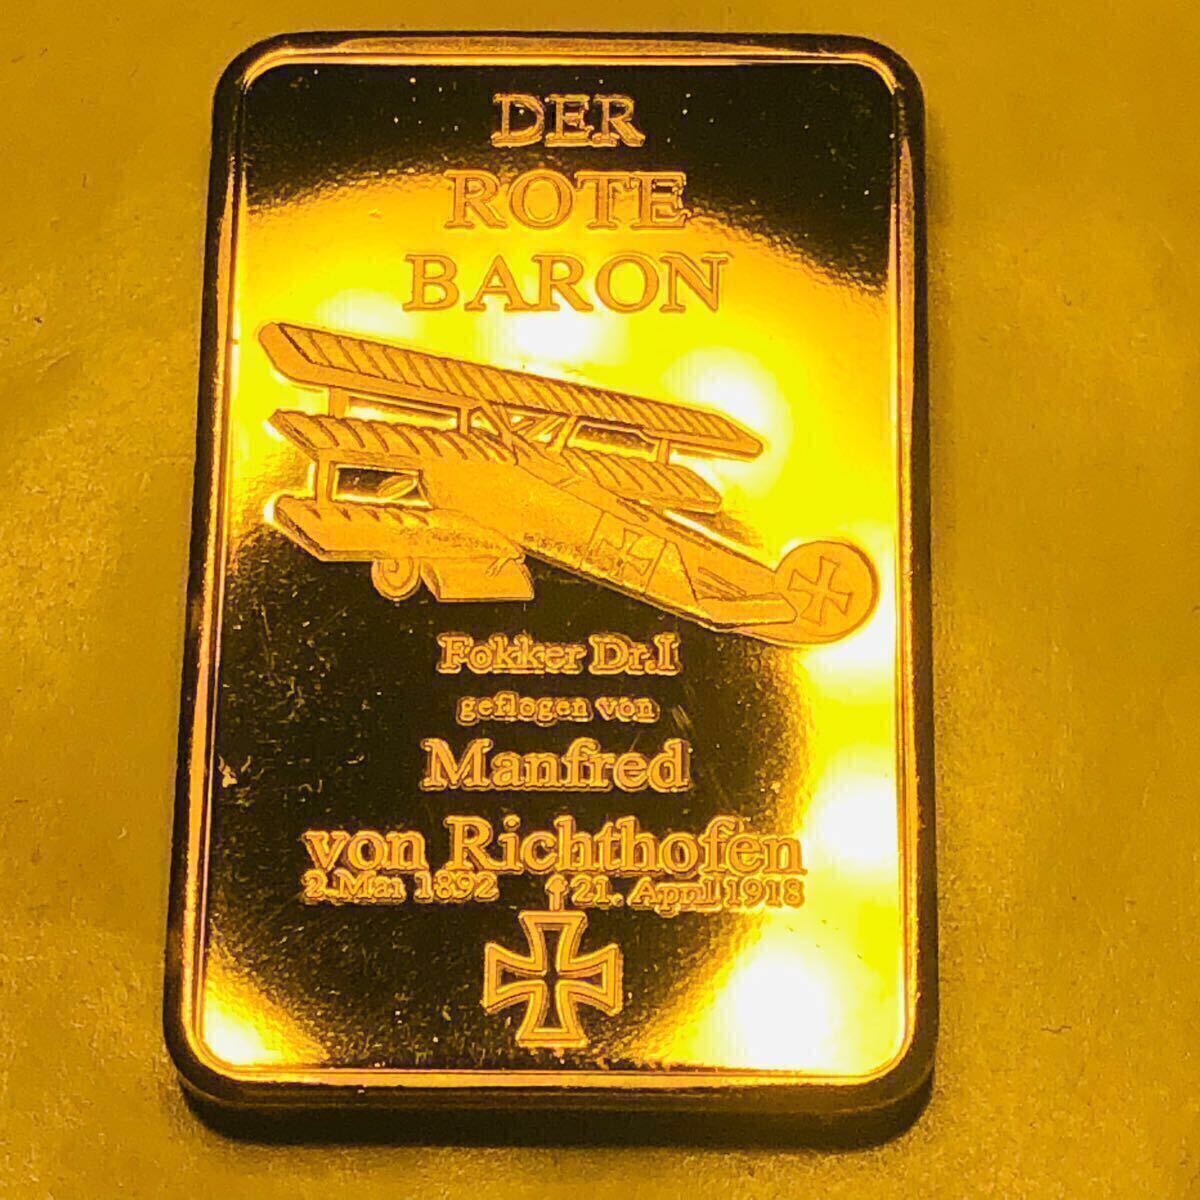 DER
ROTE
BARON
Fokker Dr.I
geflogen von
Manfred
von Richthofen
2. Mai 1892 † 21. April 1918